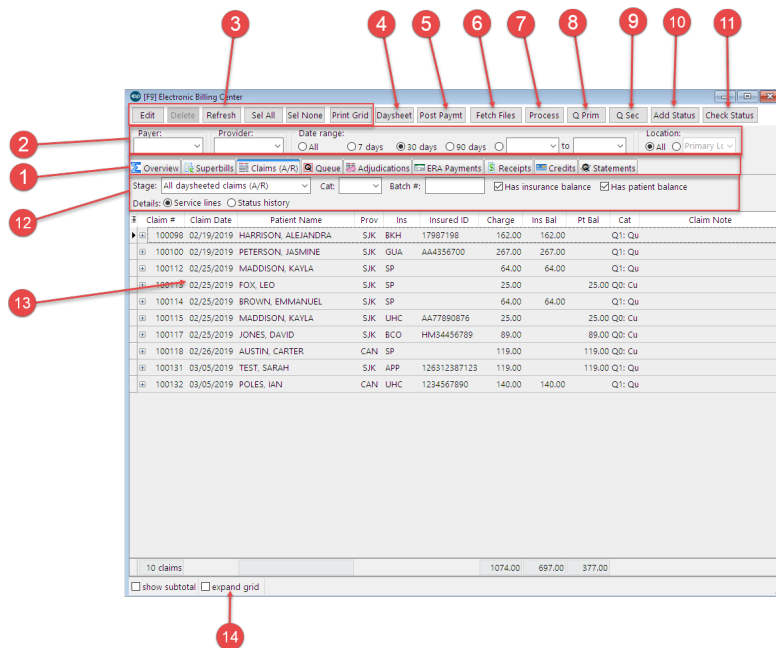 3 4 5 6 7 8 9 10 11
[F9] Electronic Billing Center
Edit Delete Refresh Sel All Sel None Print Grid Daysheet Post Paymt Fetch Files Process Q Prim Q Sec Add Status Check Status
2
Payer: Provider: Date range: Location:
All 7 days 30 days 90 days to All Primary Lc
1
Overview Superbills Claims (A/R) Queue Adjudications ERA Payments Receipts Credits Statements
Stage: All daysheeted claims (A/R) Cat: Batch #: Has insurance balance Has patient balance
12
Details: Service lines Status history
Claim # Claim Date Patient Name Prov Ins Insured ID Charge Ins Bal Pt Bal Cat Claim Note
100098 02/19/2019 HARRISON, ALEJANDRA SJK BKH 17987198 162.00 162.00 Q1: Qu
100100 02/19/2019 PETERSON, JASMINE SJK GUA AA4356700 267.00 267.00 Q1: Qu
100112 02/25/2019 MADDISON, KAYLA SJK SP 64.00 64.00 Q1: Qu
100113 02/25/2019 FOX, LEO SJK SP 25.00 25.00 Q0: Cu
13
100114 02/25/2019 BROWN, EMMANUEL SJK SP 64.00 64.00 Q1: Qu
100115 02/25/2019 MADDISON, KAYLA SJK UHC AA77890876 25.00 25.00 Q0: Cu
100117 02/25/2019 JONES, DAVID SJK BCO HM34456789 89.00 89.00 Q0: Cu
100118 02/26/2019 AUSTIN, CARTER CAN SP 119.00 119.00 Q0: Cu
100131 03/05/2019 TEST, SARAH SJK APP 126312387123 119.00 119.00 Q1: Qu
100132 03/05/2019 POLES, IAN CAN UHC 1234567890 140.00 140.00 Q1: Qu
10 claims 1074.00 697.00 377.00
show subtotal expand grid
14